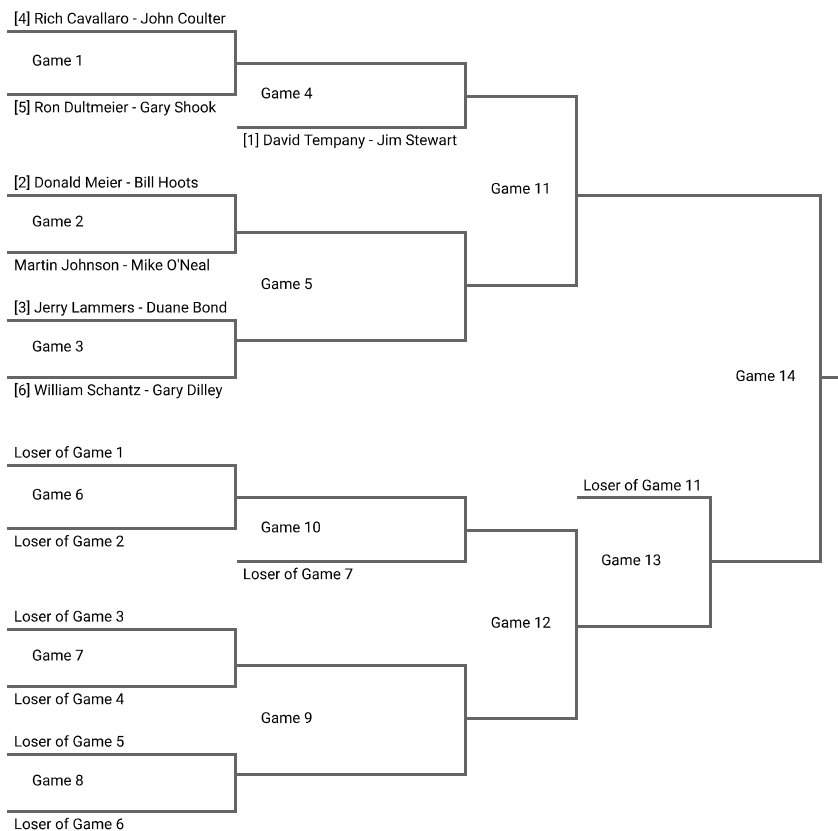 [4] Rich Cavallaro - John Coulter
Game 1
Game 4
[5] Ron Dultmeier - Gary Shook
[1] David Tempany - Jim Stewart
[2] Donald Meier - Bill Hoots
Game 11
Game 2
Martin Johnson - Mike O'Neal
Game 5
[3] Jerry Lammers - Duane Bond
Game 3
Game 14
[6] William Schantz - Gary Dilley
Loser of Game 1
Loser of Game 11
Game 6
Game 10
Loser of Game 2
Game 13
Loser of Game 7
Loser of Game 3
Game 12
Game 7
Loser of Game 4
Game 9
Loser of Game 5
Game 8
Loser of Game 6